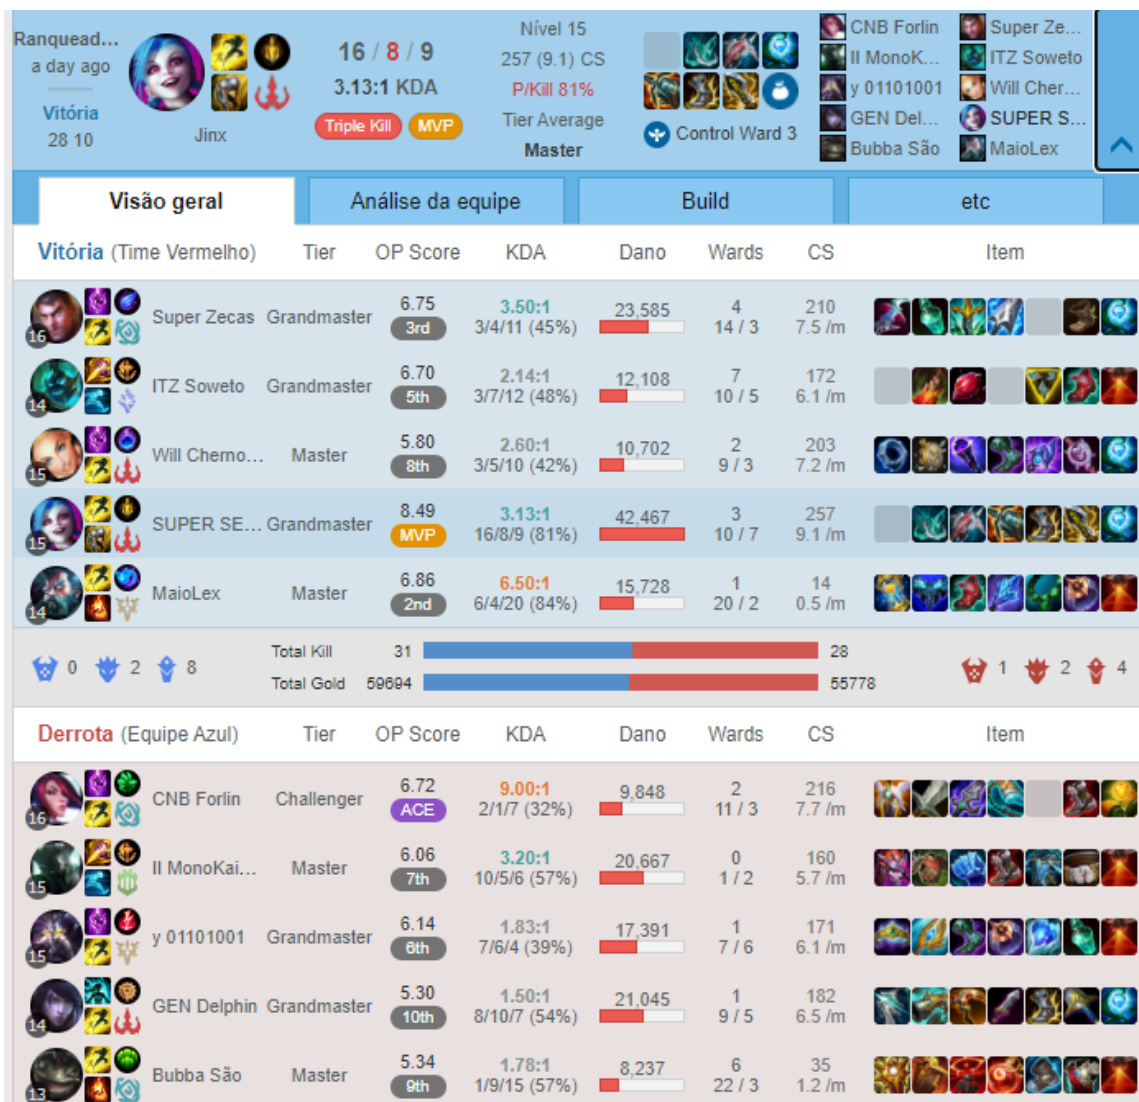 Ranquead...
a day ago
Vitória
28 10
Jinx
16 / 8 / 9
3.13:1 KDA
Triple Kill MVP
Nível 15
257 (9.1) CS
P/Kill 81%
Tier Average
Master
Control Ward 3
CNB Forlin Super Ze...
II MonoK... ITZ Soweto
y 01101001 Will Cher...
GEN Del... SUPER S...
Bubba São MaioLex
Visão geral Análise da equipe Build etc
Vitória (Time Vermelho) Tier OP Score KDA Dano Wards CS Item
16 Super Zecas Grandmaster 6.75 3rd 3.50:1 3/4/11 (45%) 23,585 4 14 / 3 210 7.5 /m
14 ITZ Soweto Grandmaster 6.70 5th 2.14:1 3/7/12 (48%) 12,108 7 10 / 5 172 6.1 /m
15 Will Cherno... Master 5.80 8th 2.60:1 3/5/10 (42%) 10,702 2 9 / 3 203 7.2 /m
15 SUPER SE... Grandmaster 8.49 MVP 3.13:1 16/8/9 (81%) 42,467 3 10 / 7 257 9.1 /m
14 MaioLex Master 6.86 2nd 6.50:1 6/4/20 (84%) 15,728 1 20 / 2 14 0.5 /m
0 2 8 Total Kill 31 28 1 2 4
Total Gold 59694 55778
Derrota (Equipe Azul) Tier OP Score KDA Dano Wards CS Item
16 CNB Forlin Challenger 6.72 ACE 9.00:1 2/1/7 (32%) 9,848 2 11 / 3 216 7.7 /m
15 II MonoKai... Master 6.06 7th 3.20:1 10/5/6 (57%) 20,667 0 1 / 2 160 5.7 /m
15 y 01101001 Grandmaster 6.14 6th 1.83:1 7/6/4 (39%) 17,391 1 7 / 6 171 6.1 /m
14 GEN Delphin Grandmaster 5.30 10th 1.50:1 8/10/7 (54%) 21,045 1 9 / 5 182 6.5 /m
13 Bubba São Master 5.34 9th 1.78:1 1/9/15 (57%) 8,237 6 22 / 3 35 1.2 /m